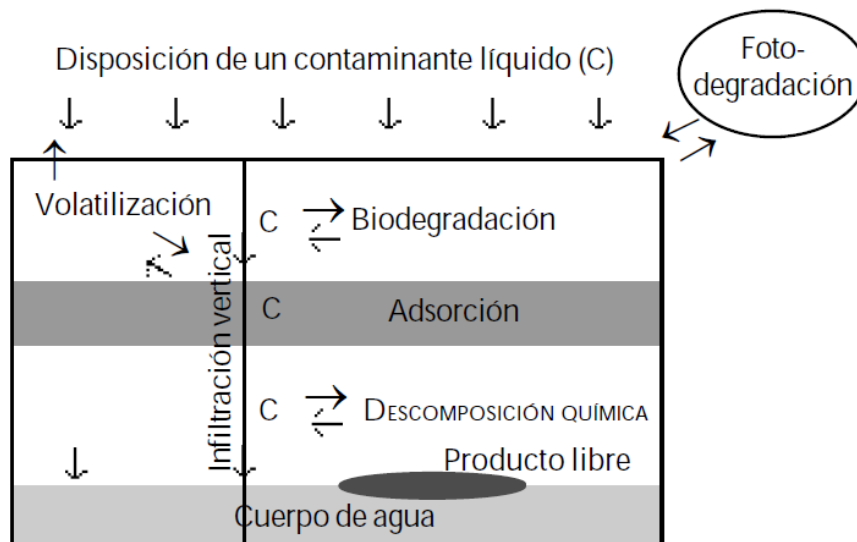 Disposición de un contaminante líquido (C)
Foto-
degradación
Volatilización
C
Biodegradación
Infiltración vertical
C
Adsorción
C
DESCOMPOSICIÓN QUÍMICA
Producto libre
Cuerpo de agua